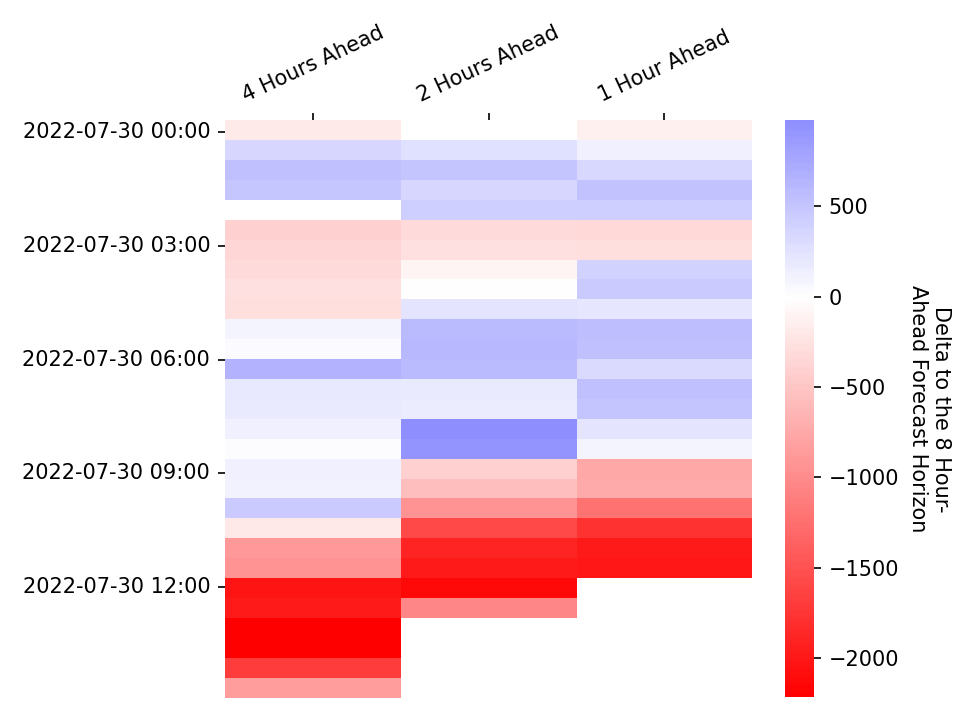 4 Hours Ahead
2 Hours Ahead
1 Hour Ahead
2022-07-30 00:00
2022-07-30 03:00
2022-07-30 06:00
2022-07-30 09:00
2022-07-30 12:00
500
0
−500
−1000
−1500
−2000
Delta to the 8 Hour-
Ahead Forecast Horizon